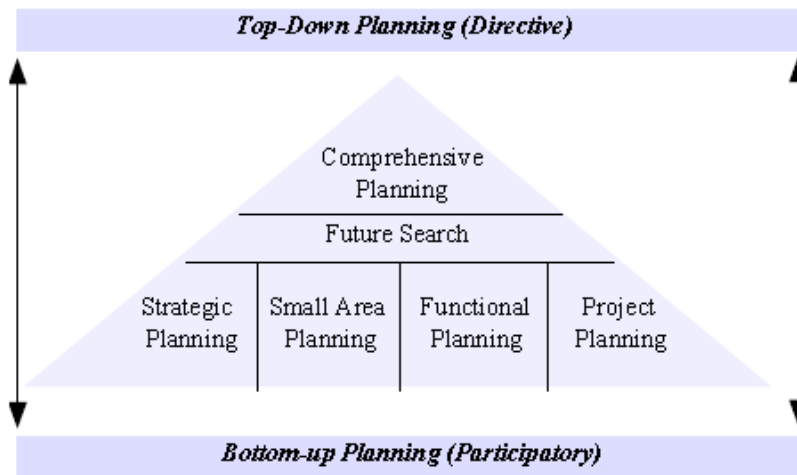 Top-Down Planning (Directive)
Comprehensive
Planning
Future Search
Strategic
Planning
Small Area
Planning
Functional
Planning
Project
Planning
Bottom-up Planning (Participatory)